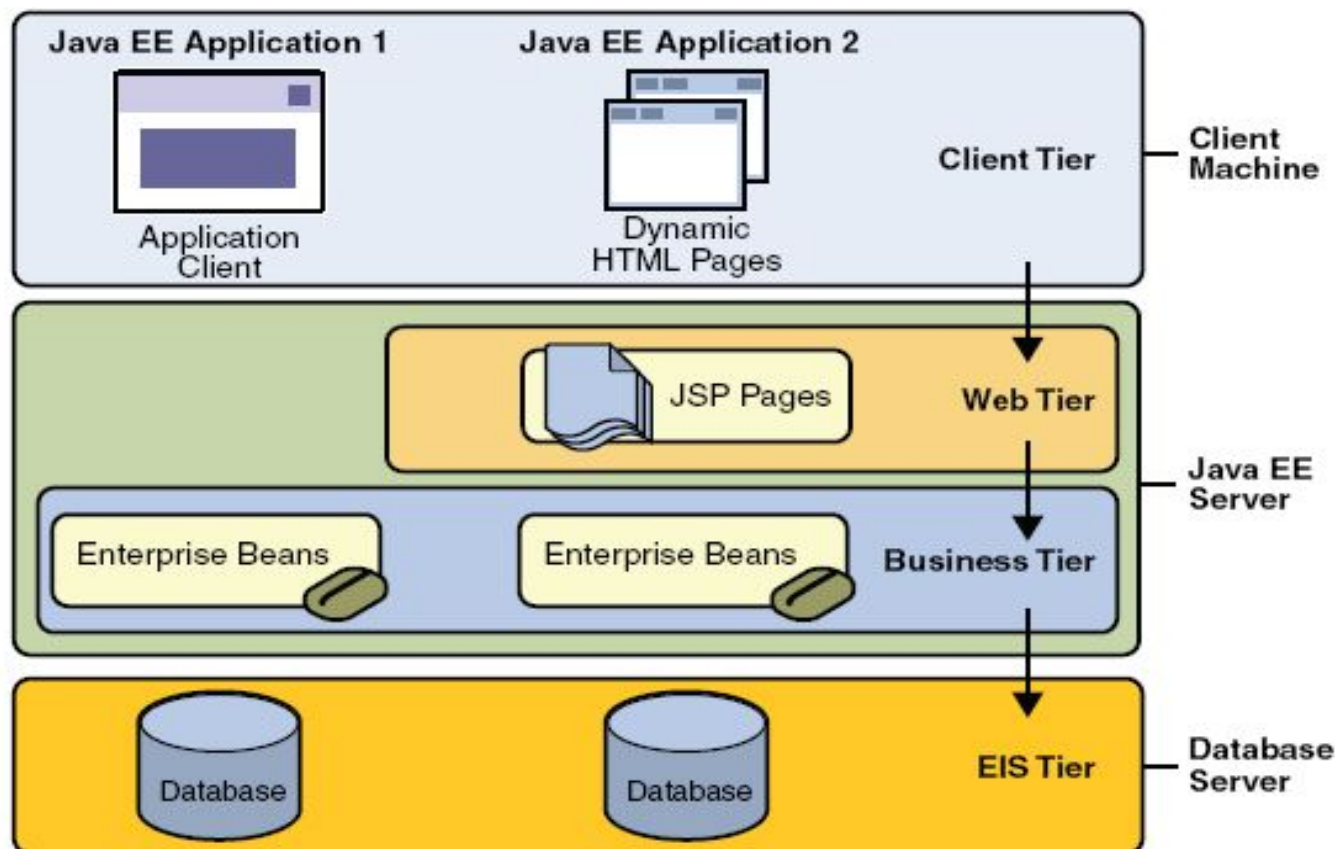 Java EE Application 1
Java EE Application 2
Application
Client
Dynamic
HTML Pages
Client Tier
Client
Machine
JSP Pages
Web Tier
Java EE
Server
Enterprise Beans
Enterprise Beans
Business Tier
Database
Database
EIS Tier
Database
Server